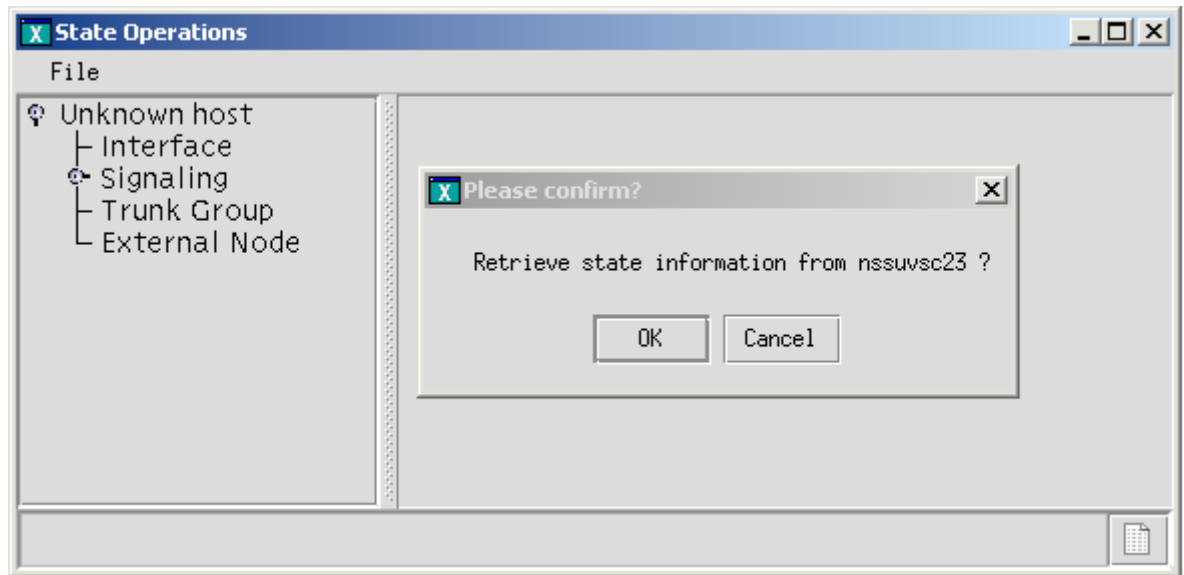 State Operations
File
Unknown host
Interface
Signaling
Trunk Group
External Node
Please confirm?
Retrieve state information from nssuvsc23 ?
OK
Cancel